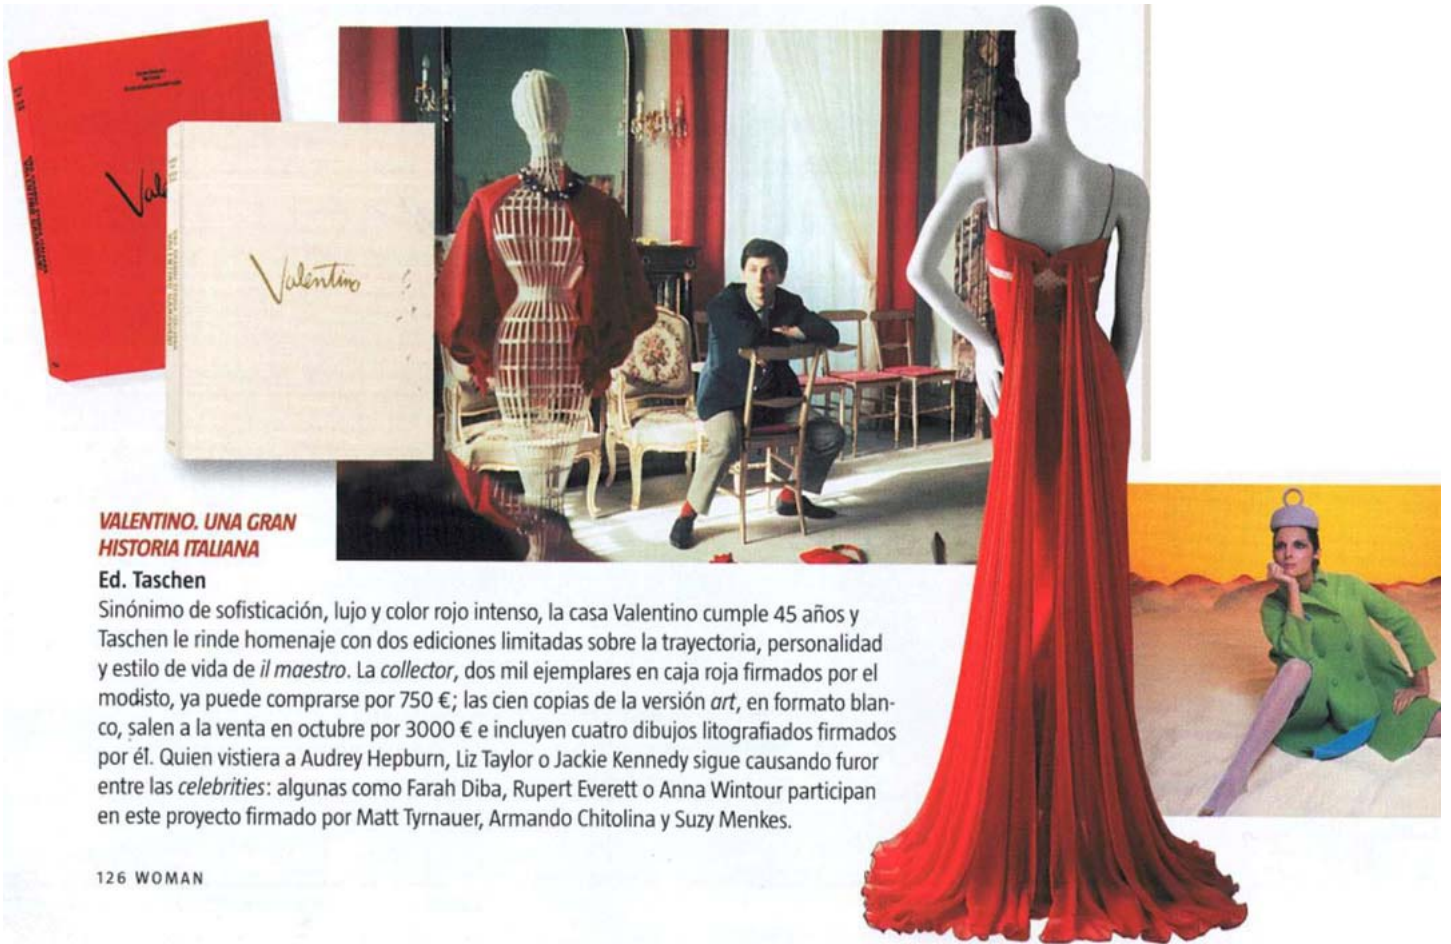 Valentino
VALENTINO. UNA GRAN
HISTORIA ITALIANA
Ed. Taschen
Sinónimo de sofisticación, lujo y color rojo intenso, la casa Valentino cumple 45 años y
Taschen le rinde homenaje con dos ediciones limitadas sobre la trayectoria, personalidad
y estilo de vida de il maestro. La collector, dos mil ejemplares en caja roja firmados por el
modisto, ya puede comprarse por 750 €; las cien copias de la versión art, en formato blan-
co, salen a la venta en octubre por 3000 € e incluyen cuatro dibujos litografiados firmados
por él. Quien vistiera a Audrey Hepburn, Liz Taylor o Jackie Kennedy sigue causando furor
entre las celebrities: algunas como Farah Diba, Rupert Everett o Anna Wintour participan
en este proyecto firmado por Matt Tyrnauer, Armando Chitolina y Suzy Menkes.
126 WOMAN